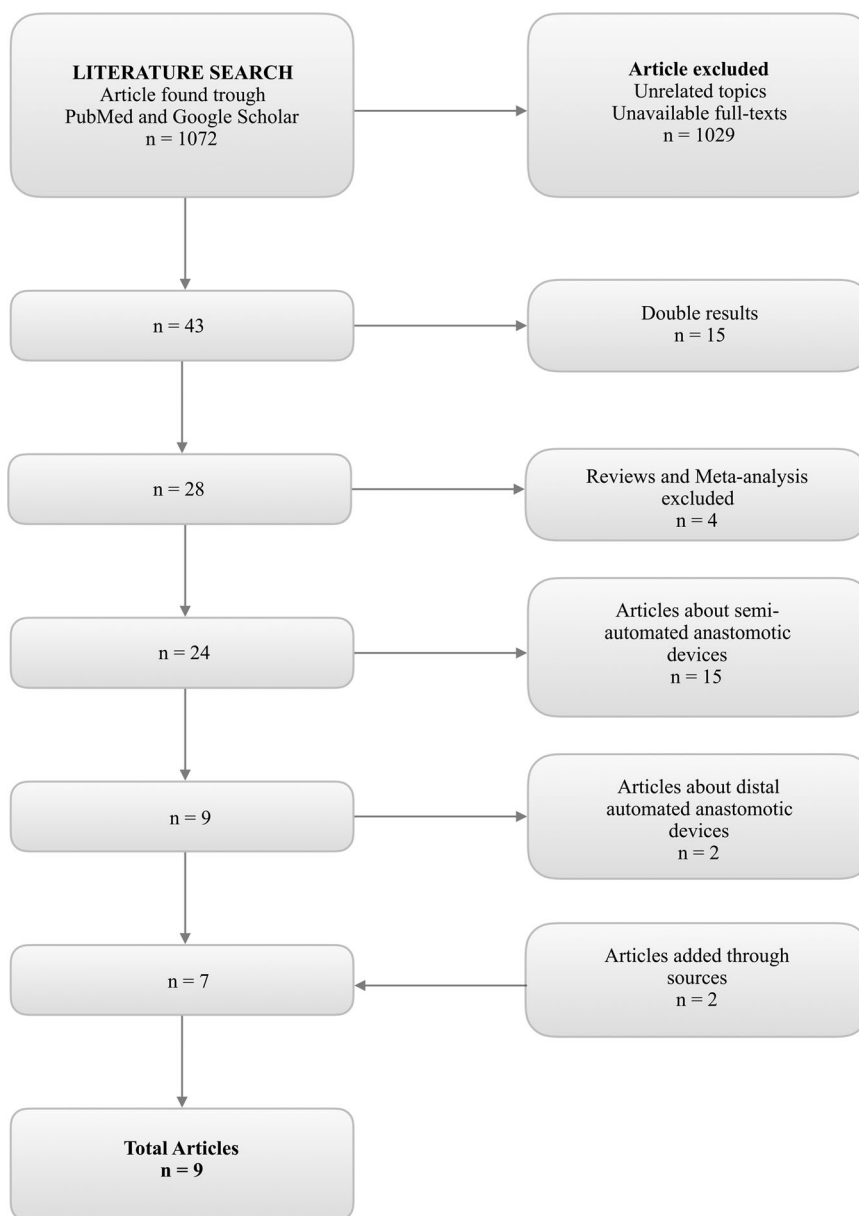 LITERATURE SEARCH
Article found trough
PubMed and Google Scholar
n = 1072
Article excluded
Unrelated topics
Unavailable full-texts
n = 1029
n = 43
Double results
n = 15
n = 28
Reviews and Meta-analysis
excluded
n = 4
n = 24
Articles about semi-
automated anastomotic
devices
n = 15
n = 9
Articles about distal
automated anastomotic
devices
n = 2
n = 7
Articles added through
sources
n = 2
Total Articles
n = 9